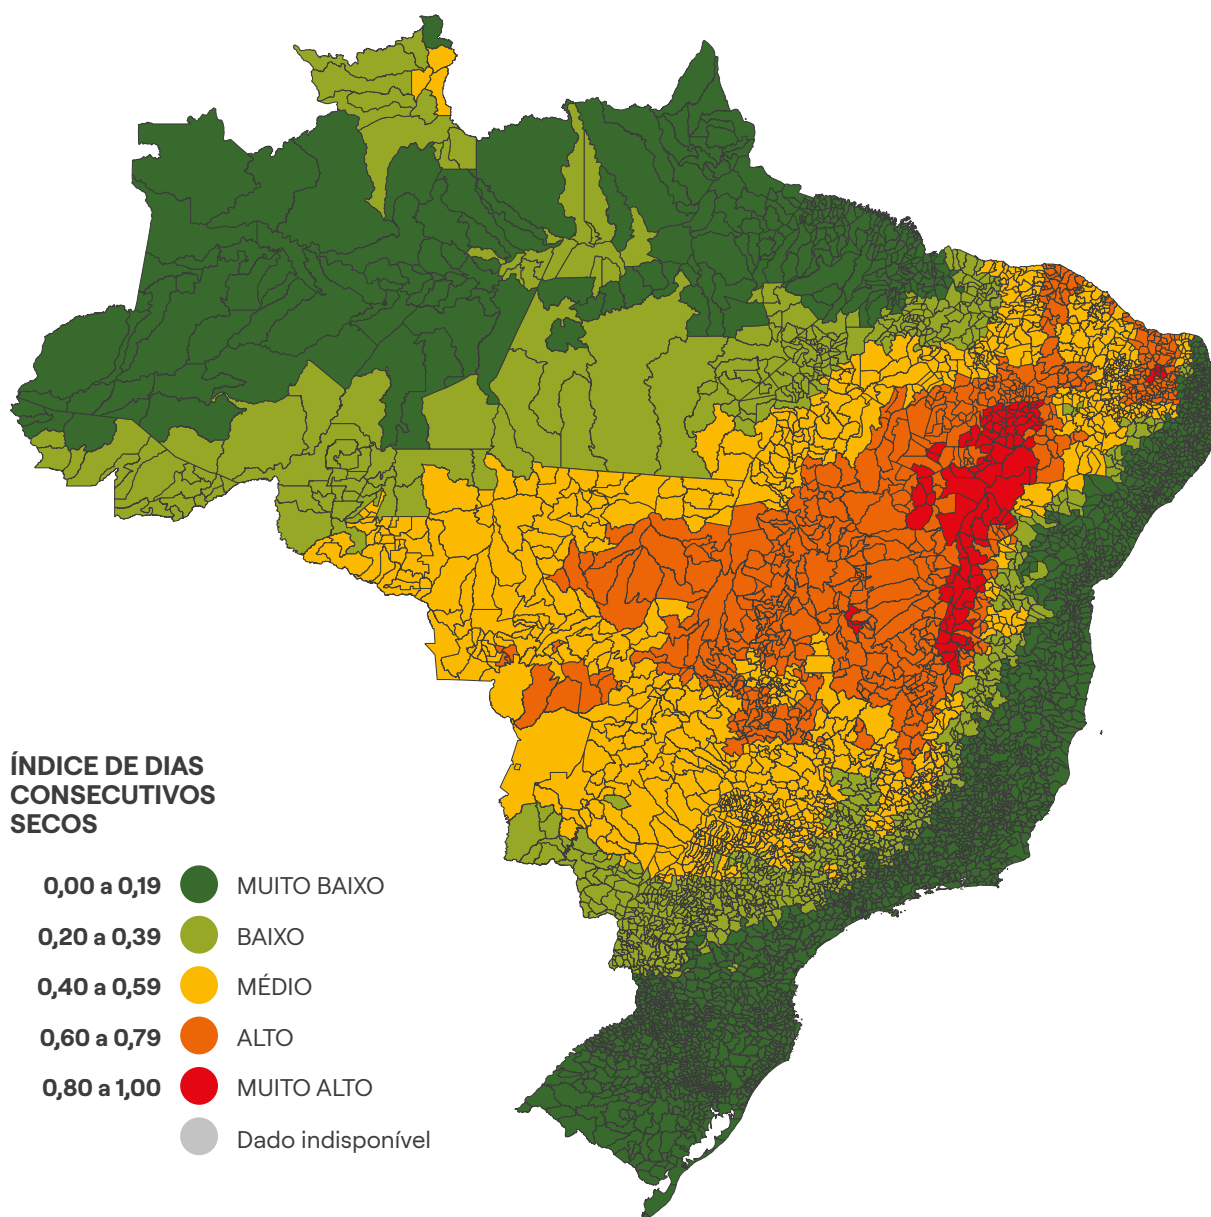 ÍNDICE DE DIAS
CONSECUTIVOS
SECOS
0,00 a 0,19 MUITO BAIXO
0,20 a 0,39 BAIXO
0,40 a 0,59 MÉDIO
0,60 a 0,79 ALTO
0,80 a 1,00 MUITO ALTO
Dado indisponível